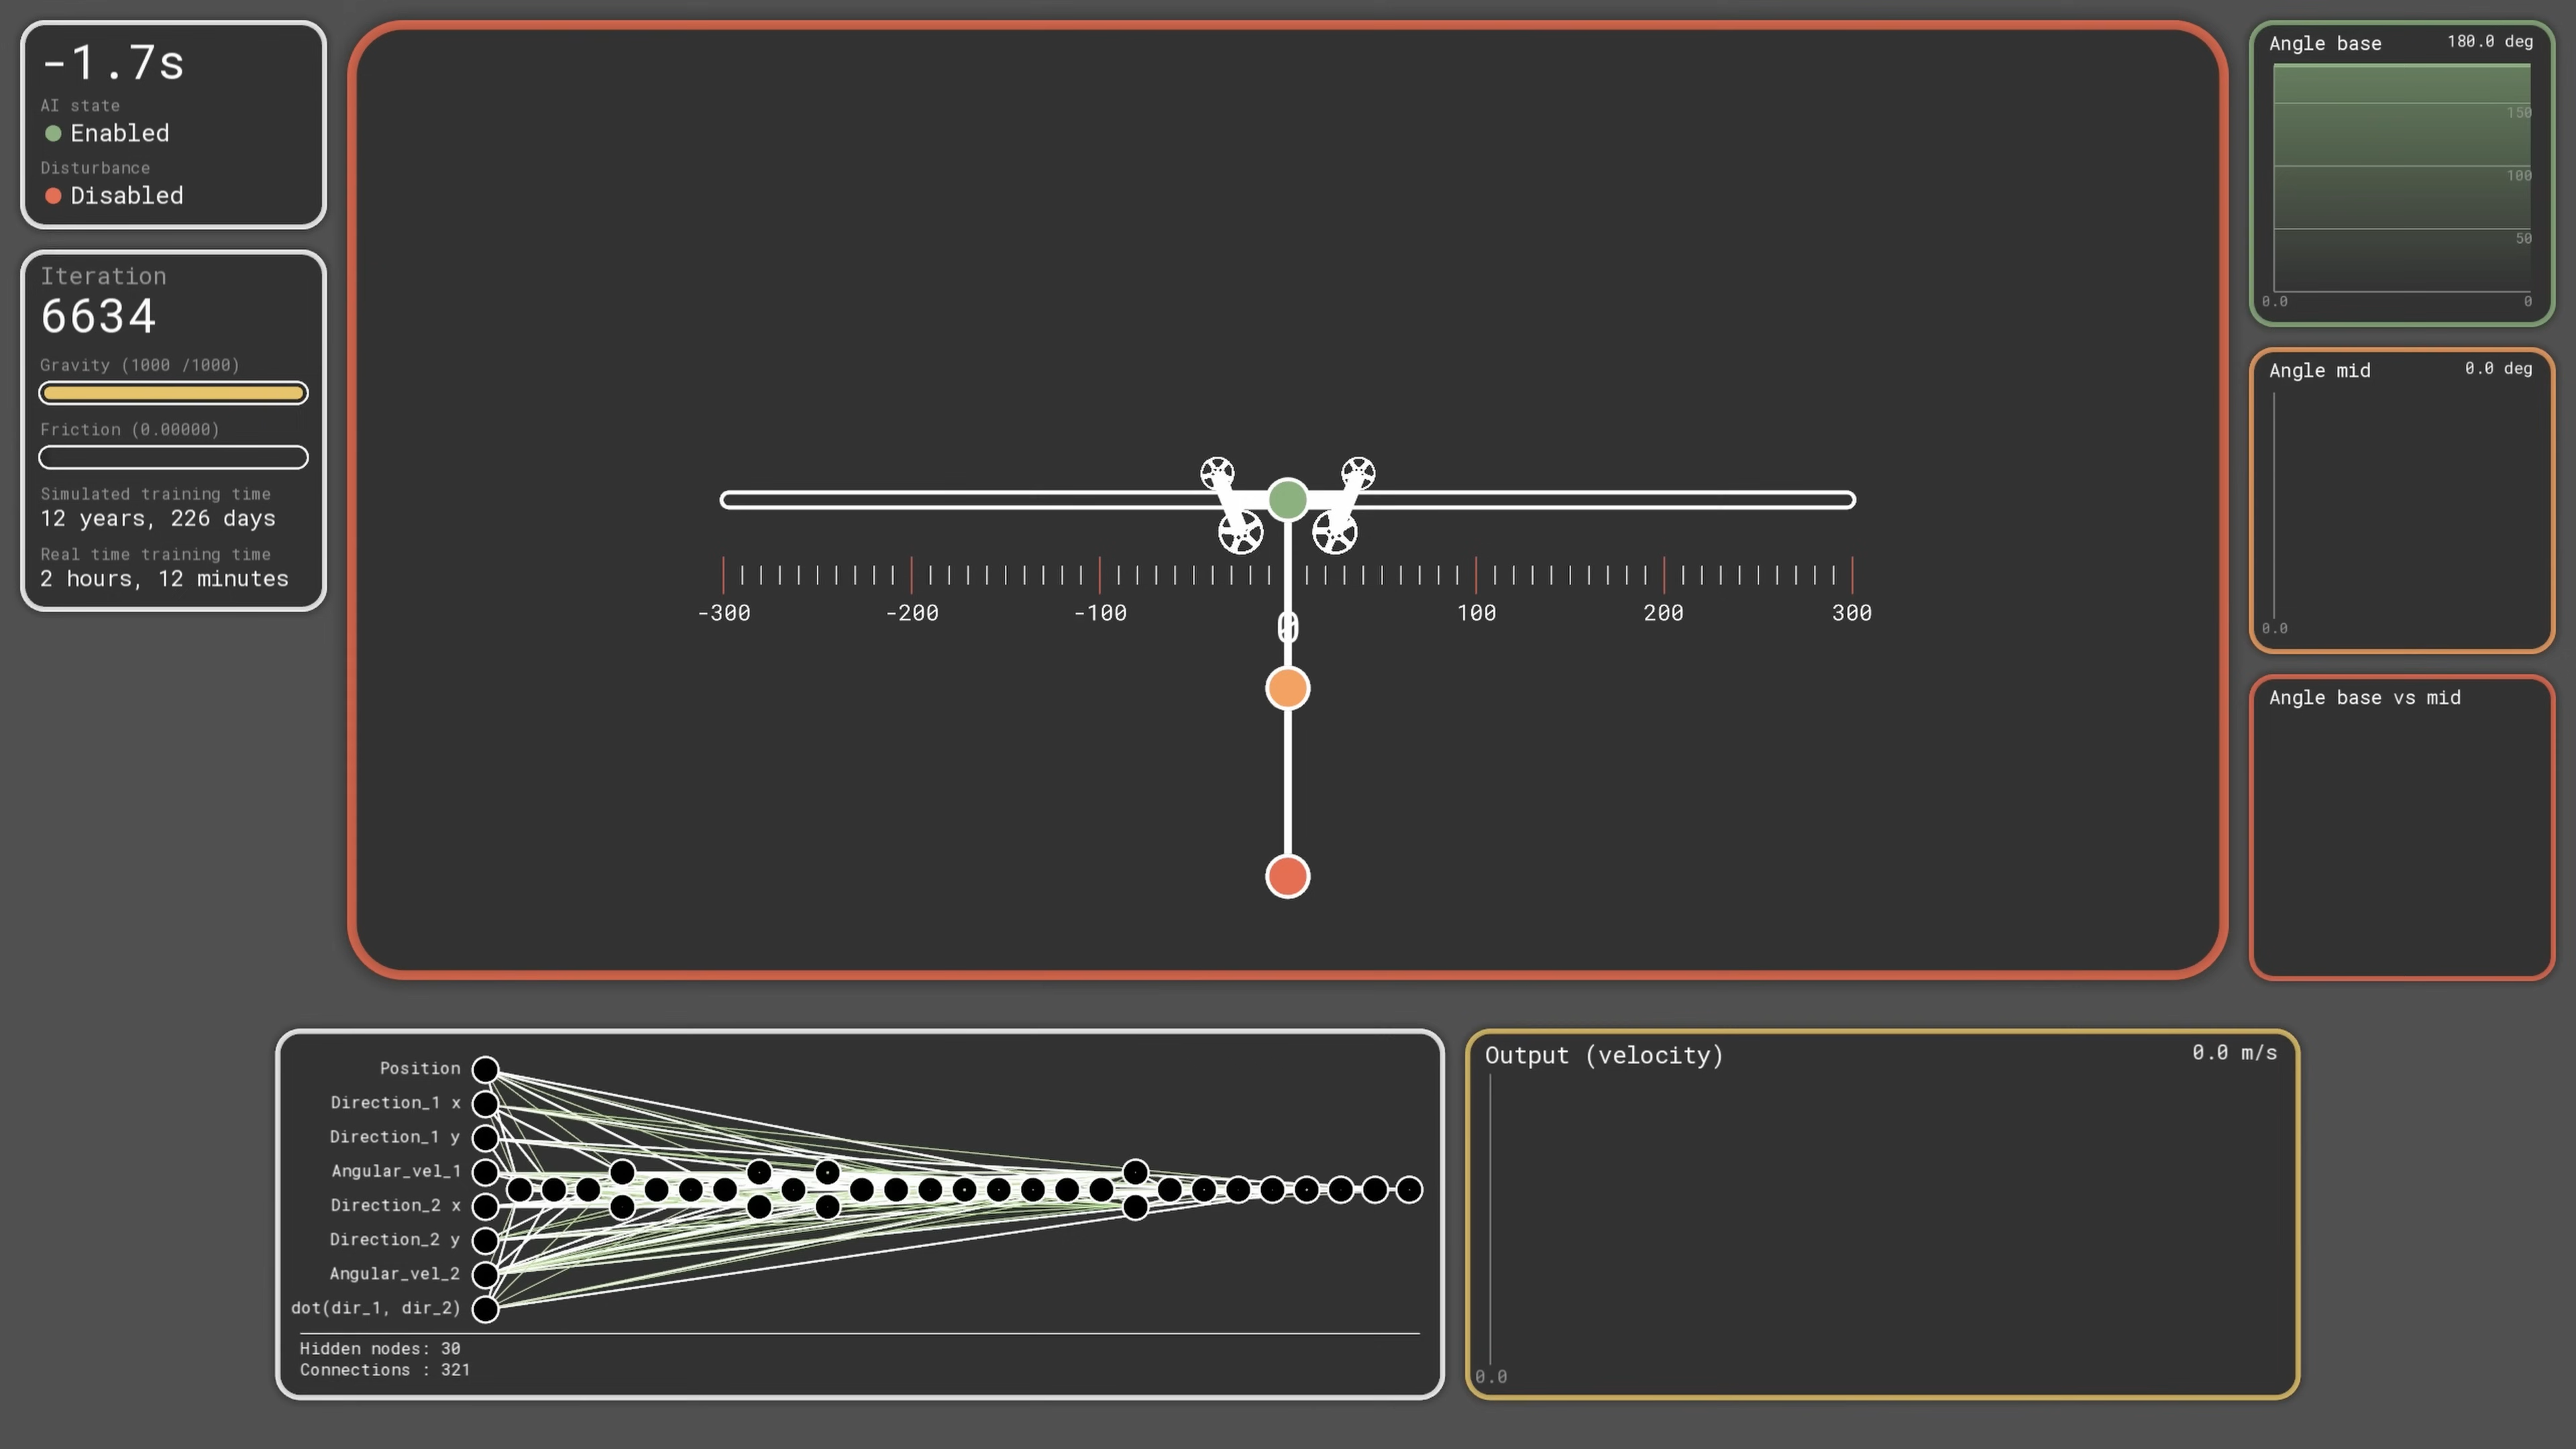 -1.7s
AI state
Enabled
Disturbance
Disabled
Iteration
6634
Gravity (1000 /1000)
Friction (0.00000)
Simulated training time
12 years, 226 days
Real time training time
2 hours, 12 minutes
-300 -200 -100 0 100 200 300
Angle base 180.0 deg
150
100
50
0.0 0
Angle mid 0.0 deg
0.0
Angle base vs mid
Position
Direction_1 x
Direction_1 y
Angular_vel_1
Direction_2 x
Direction_2 y
Angular_vel_2
dot(dir_1, dir_2)
Hidden nodes: 30
Connections : 321
Output (velocity) 0.0 m/s
0.0